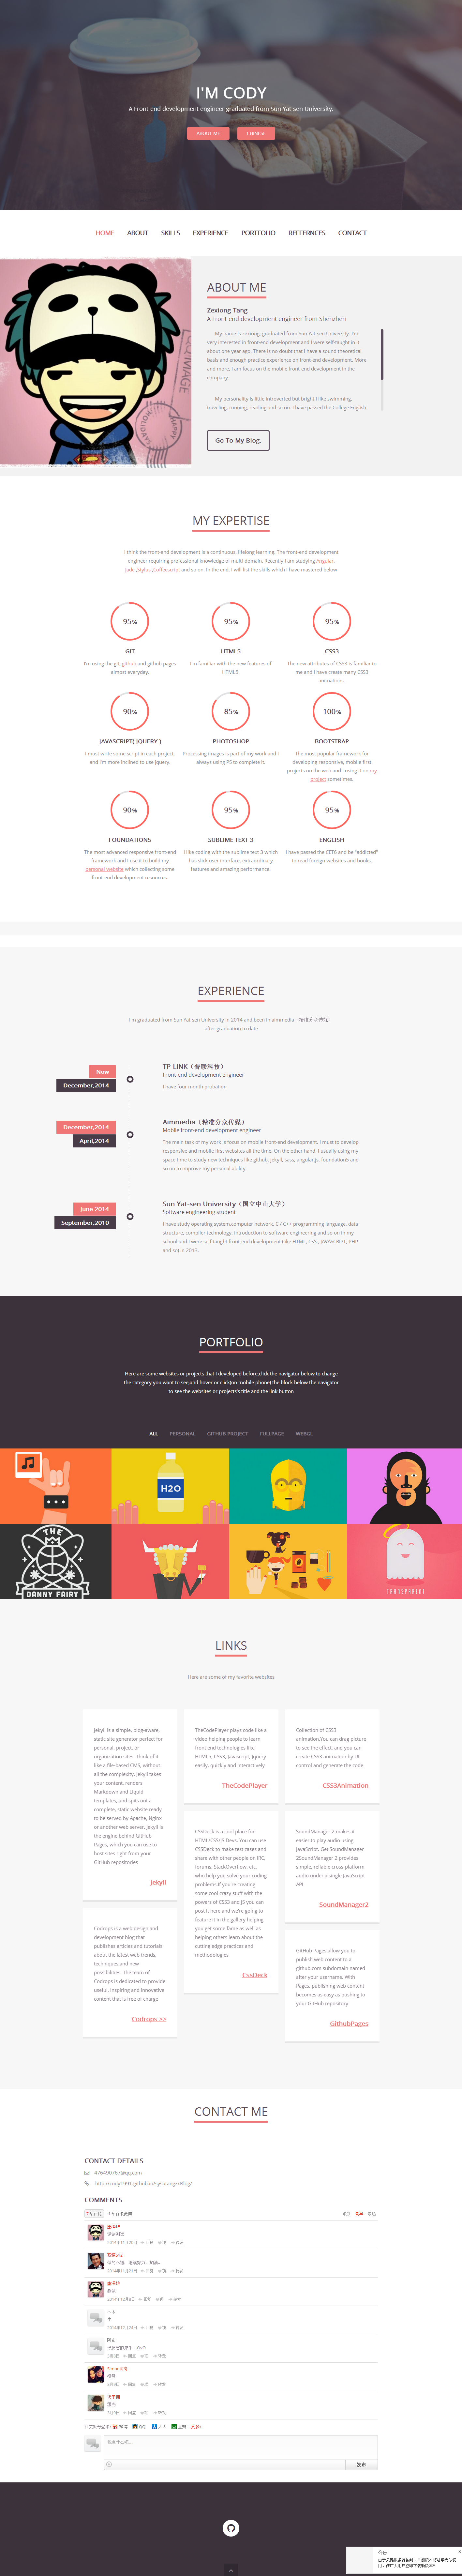 I'M CODY
A Front-end development engineer graduated from Sun Yat-sen University.
ABOUT ME
CHINESE
HOME ABOUT SKILLS EXPERIENCE PORTFOLIO REFFERNCES CONTACT
ABOUT ME
Zexiong Tang
A Front-end development engineer from Shenzhen
My name is zexiong, graduated from Sun Yat-sen University. I'm
very interested in front-end development and I were self-taught in it
about one year ago. There is no doubt that I have a sound theoretical
basis and enough practice experience on front-end development. More
and more, I am focus on the mobile front-end development in the
company.
My personality is little introverted but bright,I like swimming,
traveling, running, reading and so on. I have passed the College English
Go To My Blog.
MY EXPERTISE
I think the front-end development is a continuous, lifelong learning. The front-end development
engineer requiring professional knowledge of multi domain. Recently I am studying Angular,
Jade ,Stylus ,Coffeescript and so on. In the end, I will list the skills which I have mastered below
95%
95%
95%
GIT
HTML5
CSS3
I'm using the git, github and github pages
almost everyday;
I'm familiar with the new features of
HTML5.
The new attributes of CSS3 is familiar to
me and I have create many CSS3
animations.
90%
85%
100%
JAVASCRIPT( JQUERY )
PHOTOSHOP
BOOTSTRAP
I must write some script in each project,
and I'm more inclined to use jquery.
Processing images is part of my work and I
always using PS to complete it.
The most popular framework for
developing responsive, mobile first
projects on the web and I using it on my
project sometimes.
90%
95%
95%
FOUNDATIONS
SUBLIME TEXT 3
ENGLISH
The most advanced responsive front-end
framework and I use it to build my
personal website which collecting some
front-end development resources.
I like coding with the sublime text 3 which
has slick user interface, extraordinary
features and amazing performance.
I have passed the CET6 and be "addicted"
to read foreign websites and books.
EXPERIENCE
I'm graduated from Sun Yat-sen University in 2014 and been in aimmedia（精准分众传媒）
after graduation to date
Now
December,2014
TP-LINK（普联科技）
Front-end development engineer
I have four month probation
December,2014
April,2014
Aimmedia（精准分众传媒）
Mobile front-end development engineer
The main task of my work is focus on mobile front-end development. I must to develop
responsive and mobile first websites all the time. On the other hand, I usually using my
space time to study new techniques like github, jekyll, sass, angular.js, foundation5 and
so on to improve my personal ability.
June 2014
September,2010
Sun Yat-sen University（国立中山大学）
Software engineering student
I have study operating system,computer network, C / C++ programming language, data
structure, compiler technology, introduction to software engineering and so on in my
school and I were self-taught front-end development (like HTML, CSS , JAVASCRIPT, PHP
and so) in 2013.
PORTFOLIO
Here are some websites or projects that I developed before,click the navigator below to change
the category you want to see,and hover or click(on mobile phone) the block below the navigator
to see the websites or projects's title and the link button
ALL PERSONAL GITHUB PROJECT FULLPAGE WEBGL
H2O
THE
DANNY FAIRY
TRANSPARENT
LINKS
Here are some of my favorite websites
Jekyll is a simple, blog-aware,
static site generator perfect for
personal, project, or
organization sites. Think of it
like a file-based CMS, without
all the complexity. Jekyll takes
your content, renders
Markdown and Liquid
templates, and spits out a
complete, static website ready
to be served by Apache, Nginx
or another web server. Jekyll is
the engine behind GitHub
Pages, which you can use to
host sites right from your
GitHub repositories
Jekyll
Codrops is a web design and
development blog that
publishes articles and tutorials
about the latest web trends,
techniques and new
possibilities. The team of
Codrops is dedicated to provide
useful, inspiring and innovative
content that is free of charge
Codrops >>
TheCodePlayer plays code like a
video helping people to learn
front end technologies like
HTML5, CSS3, Javascript, Jquery
easily, quickly and Interactively
TheCodePlayer
CSSDeck is a cool place for
HTML/CSS/JS Devs. You can use
CSSDeck to make test cases and
share with other people on IRC,
forums, StackOverflow, etc.
who help you solve your coding
problems.If you're creating
some cool crazy stuff with the
powers of CSS3 and JS you can
post it here and we're going to
feature it in the gallery helping
you get some fame as well as
helping others learn about the
cutting edge practices and
methodologies
CssDeck
Collection of CSS3
animation.You can drag picture
to see the effect, and you can
create CSS3 animation by UI
control and generate the code
CSS3Animation
SoundManager 2 makes it
easier to play audio using
JavaScript. Get SoundManager
2SoundManager 2 provides
simple, reliable cross-platform
audio under a single JavaScript
API
SoundManager2
GitHub Pages allow you to
publish web content to a
github.com subdomain named
after your username. With
Pages, publishing web content
becomes as easy as pushing to
your GitHub repository
GithubPages
CONTACT ME
CONTACT DETAILS
476490767@qq.com
COMMENTS
发布
公告